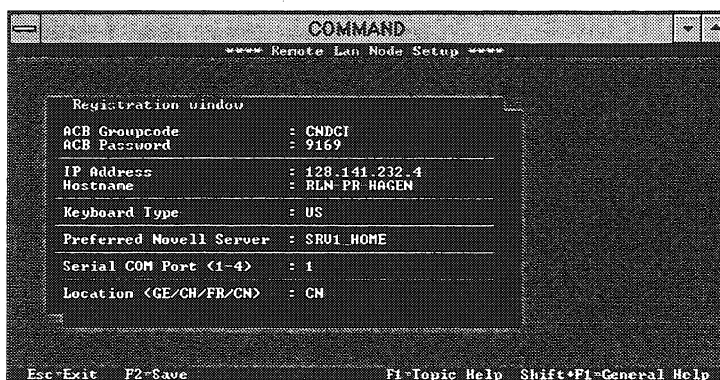 COMMAND
**** Remote Lan Node Setup ****
Registration window
ACB Groupcode : CNDCI
ACB Password : 9169
IP Address : 128.141.232.4
Hostname : RLN-PR-HAGEN
Keyboard Type : US
Preferred Novell Server : SRV1_HOME
Serial COM Port (1-4) : 1
Location (GE/CH/FR/CN) : CN
Esc=Exit F2=Save F1=Topic Help Shift+F1=General Help